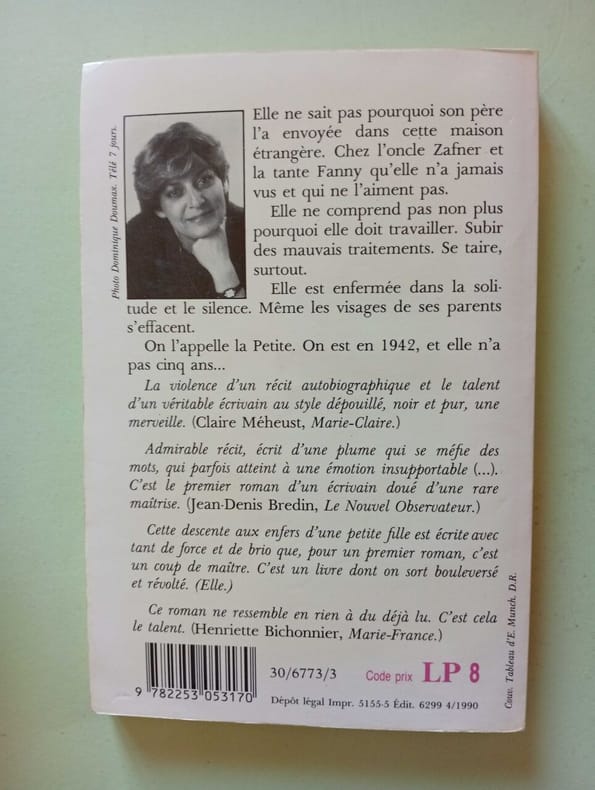 Photo Dominique Doumax. Télé 7 jours.
Elle ne sait pas pourquoi son père
l'a envoyée dans cette maison
étrangère. Chez l'oncle Zafner et
la tante Fanny qu'elle n'a jamais
vus et qui ne l'aiment pas.
Elle ne comprend pas non plus
pourquoi elle doit travailler. Subir
des mauvais traitements. Se taire,
surtout.
Elle est enfermée dans la soli-
tude et le silence. Même les visages de ses parents
s'effacent.
On l'appelle la Petite. On est en 1942, et elle n'a
pas cinq ans...
La violence d'un récit autobiographique et le talent
d'un véritable écrivain au style dépouillé, noir et pur, une
merveille. (Claire Méheust, Marie-Claire.)
Admirable récit, écrit d'une plume qui se méfie des
mots, qui parfois atteint à une émotion insupportable (...).
C'est le premier roman d'un écrivain doué d'une rare
maîtrise. (Jean-Denis Bredin, Le Nouvel Observateur.)
Cette descente aux enfers d'une petite fille est écrite avec
tant de force et de brio que, pour un premier roman, c'est
un coup de maître. C'est un livre dont on sort bouleversé
et révolté. (Elle.)
Ce roman ne ressemble en rien à du déjà lu. C'est cela
le talent. (Henriette Bichonnier, Marie-France.)
9 782253 053170
30/6773/3
Code prix LP 8
Dépôt légal Impr. 5155-5 Édit. 6299 4/1990
Couv. Tableau d'E. Munch. D.R.